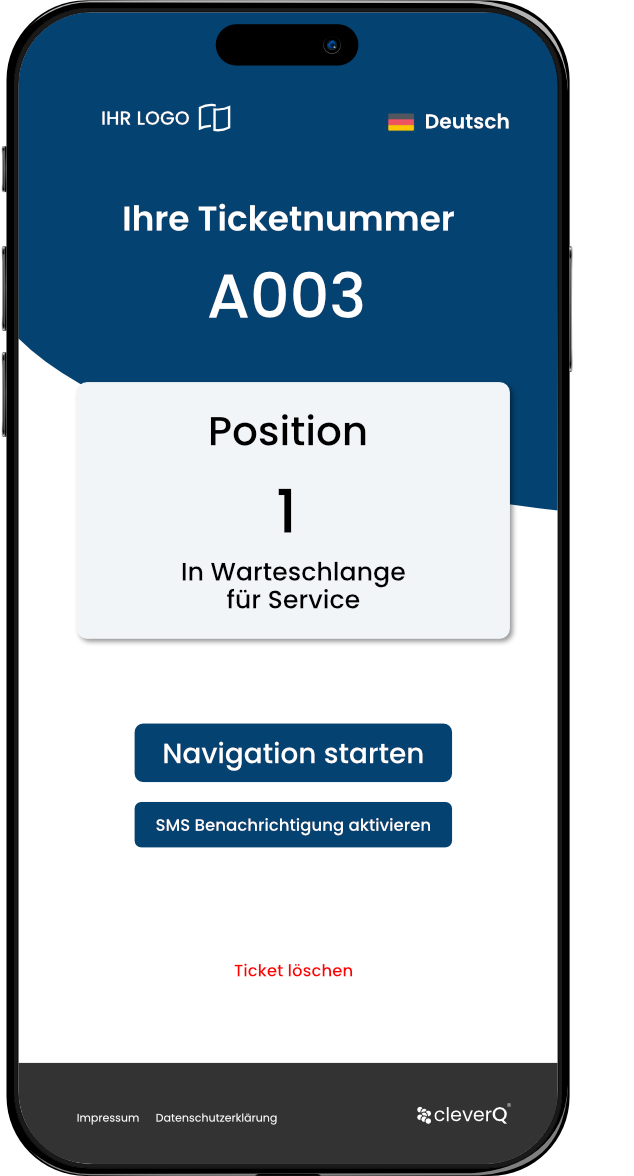 IHR LOGO
Deutsch
Ihre Ticketnummer
A003
Position
1
In Warteschlange
für Service
Navigation starten
SMS Benachrichtigung aktivieren
Ticket löschen
Impressum Datenschutzerklärung
cleverQ®